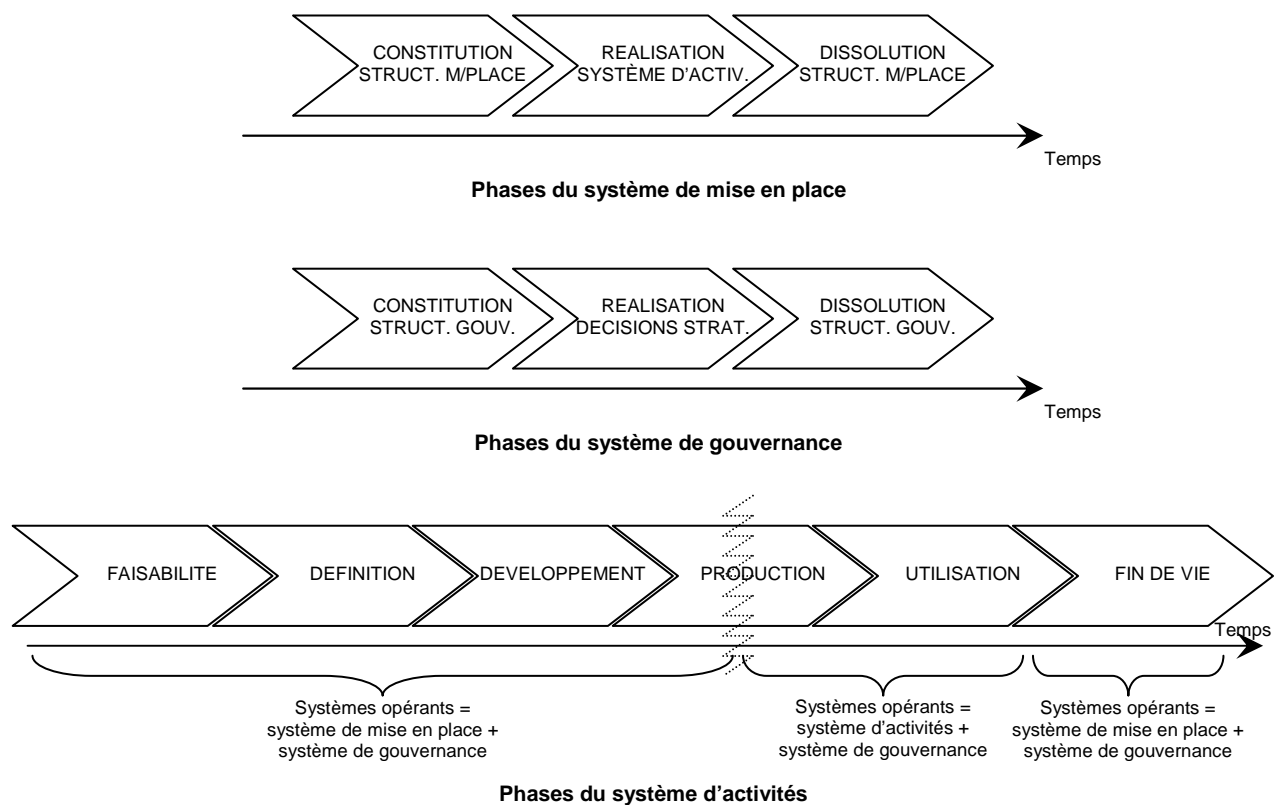 CONSTITUTION
STRUCT. M/PLACE
REALISATION
SYSTÈME D'ACTIV.
DISSOLUTION
STRUCT. M/PLACE
Temps
Phases du système de mise en place
CONSTITUTION
STRUCT. GOUV.
REALISATION
DECISIONS STRAT.
DISSOLUTION
STRUCT. GOUV.
Temps
Phases du système de gouvernance
FAISABILITE
DEFINITION
DEVELOPPEMENT
PRODUCTION
UTILISATION
FIN DE VIE
Temps
Systèmes opérants =
système de mise en place +
système de gouvernance
Systèmes opérants =
système d'activités +
système de gouvernance
Systèmes opérants =
système de mise en place +
système de gouvernance
Phases du système d'activités